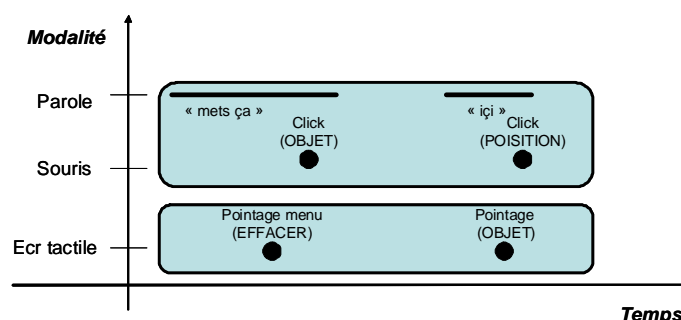 Modalité
Parole
« mets ça »
« içi »
Click
(OBJET)
Click
(POISITION)
Souris
Pointage menu
(EFFACER)
Pointage
(OBJET)
Ecr tactile
Temps